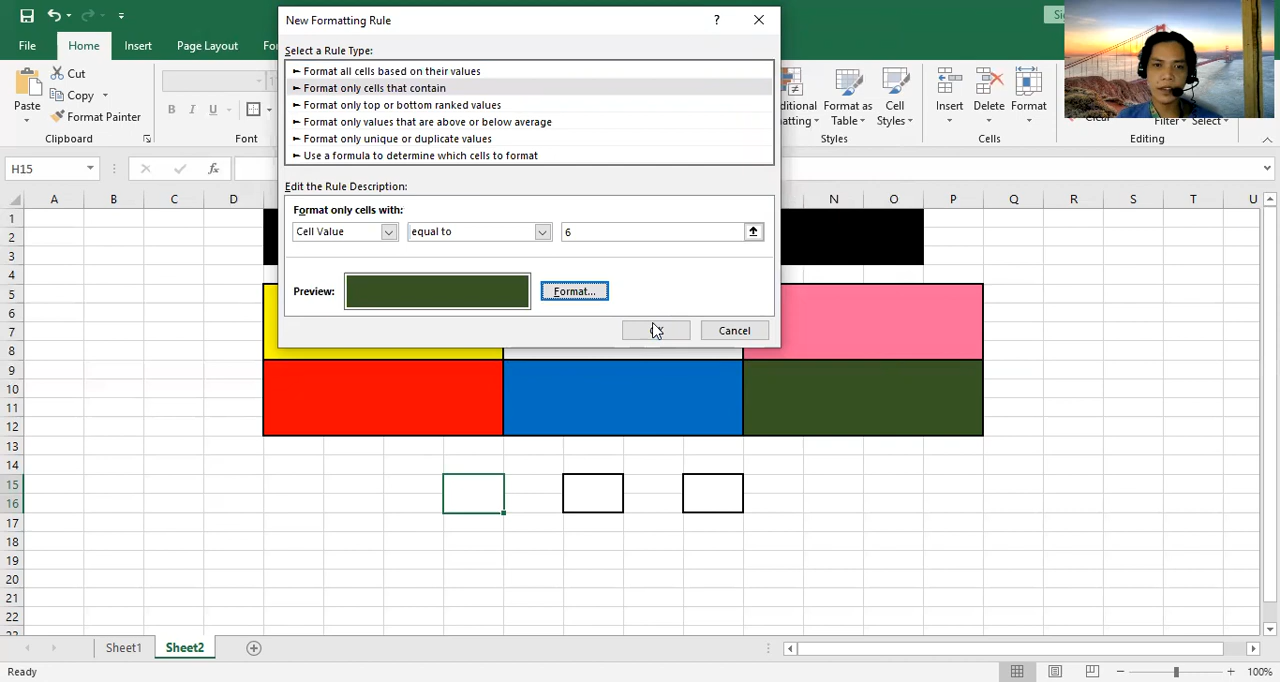 New Formatting Rule
?
File
Home
Insert
Page Layout
Paste
Cut
Copy
Format Painter
Clipboard
B I U
Font
Select a Rule Type:
► Format all cells based on their values
► Format only cells that contain
► Format only top or bottom ranked values
► Format only values that are above or below average
► Format only unique or duplicate values
► Use a formula to determine which cells to format
Edit the Rule Description:
Format only cells with:
Cell Value
equal to
6
Preview:
Format...
Cancel
Format as Table
Cell Styles
Styles
Insert
Delete
Format
Cells
Clear
Filter
Select
Editing
H15
fx
A B C D N O P Q R S T U
1
2
3
4
5
6
7
8
9
10
11
12
13
14
15
16
17
18
19
20
21
22
Sheet1
Sheet2
Ready
100%